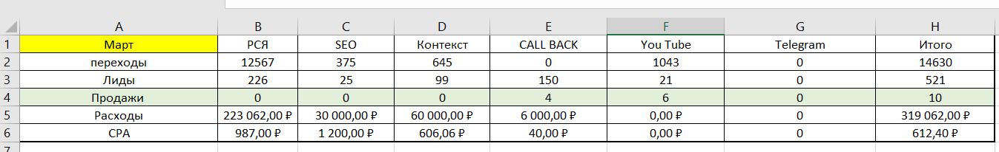 A B C D E F G H
1 Март РСЯ SEO Контекст CALL BACK You Tube Telegram Итого
2 переходы 12567 375 645 0 1043 0 14630
3 Лиды 226 25 99 150 21 0 521
4 Продажи 0 0 0 4 6 0 10
5 Расходы 223 062,00 ₽ 30 000,00 ₽ 60 000,00 ₽ 6 000,00 ₽ 0,00 ₽ 0 319 062,00 ₽
6 CPA 987,00 ₽ 1 200,00 ₽ 606,06 ₽ 40,00 ₽ 0,00 ₽ 0 612,40 ₽
7